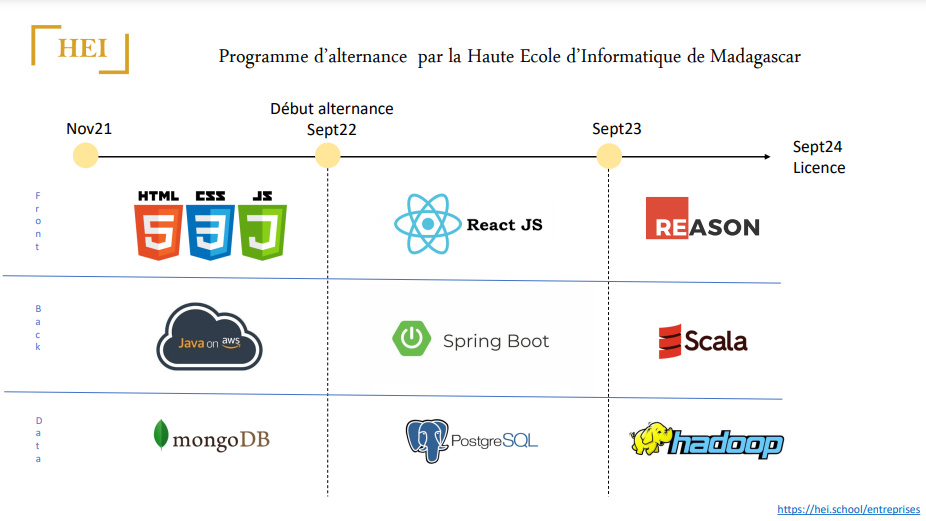 HEI
Programme d’alternance par la Haute Ecole d’Informatique de Madagascar
Début alternance
Nov21
Sept22
Sept23
Sept24
Licence
Front
HTML CSS JS
5 3 J
React JS
REASON
Back
Java on aws
Spring Boot
Scala
Data
mongoDB
PostgreSQL
hadoop
https://hei.school/entreprises